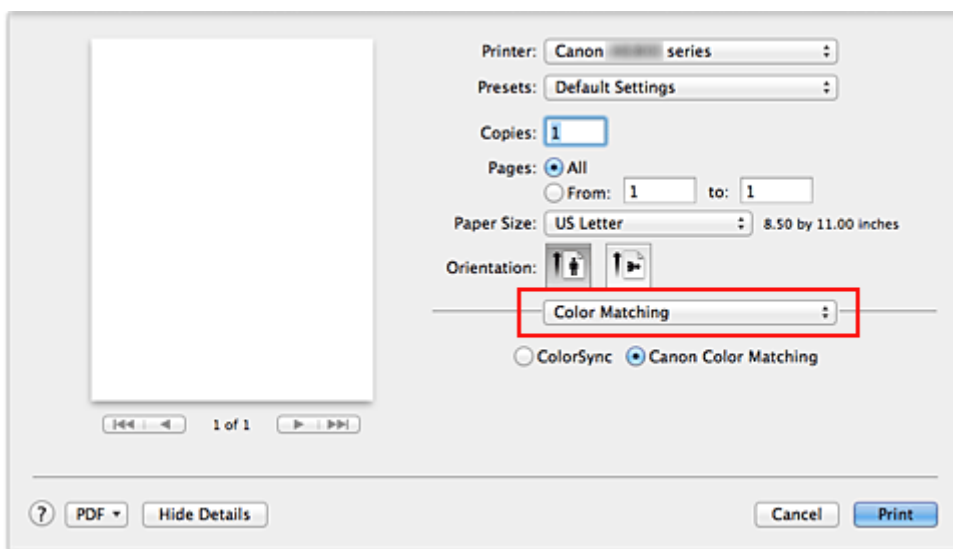 Printer: Canon series
Presets: Default Settings
Copies: 1
Pages: All
From: 1 to: 1
Paper Size: US Letter 8.50 by 11.00 inches
Orientation:
Color Matching
ColorSync Canon Color Matching
1 of 1
? PDF Hide Details Cancel Print